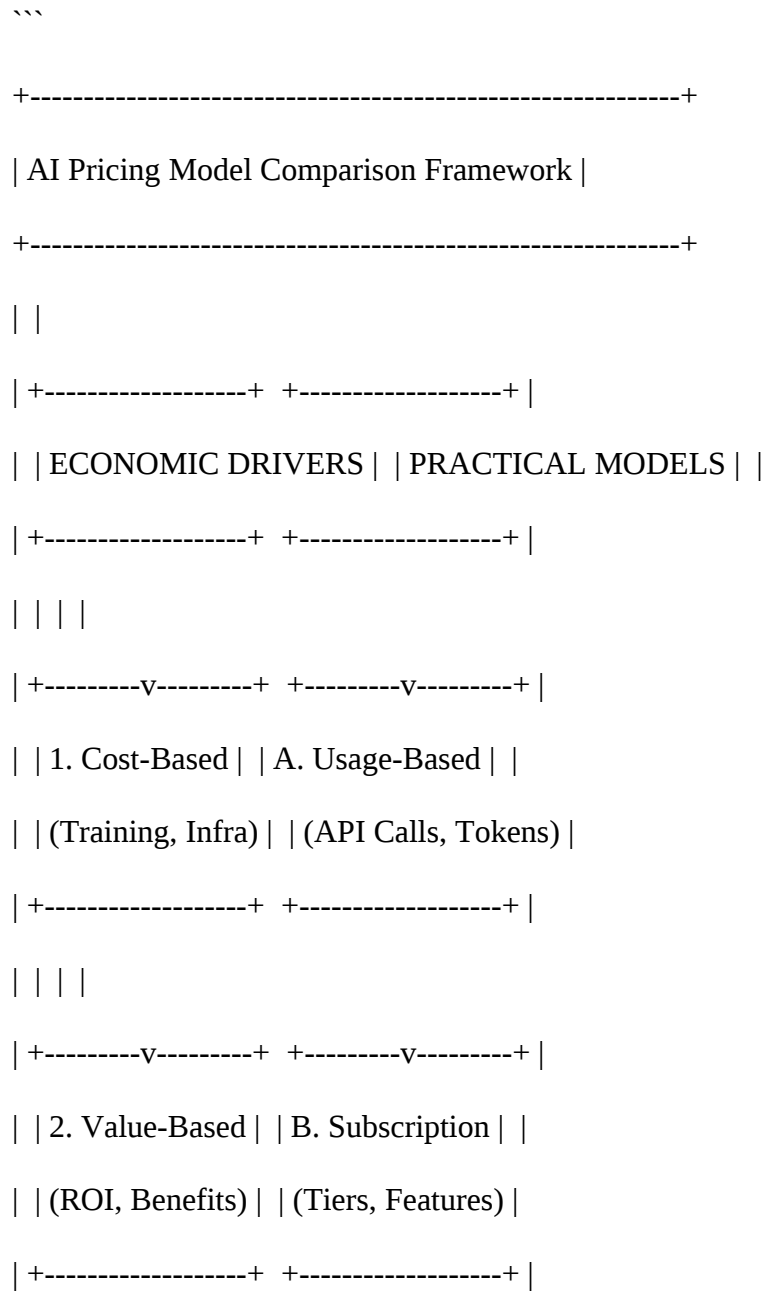 ```
+-------------------------------------------------------------+
| AI Pricing Model Comparison Framework |
+-------------------------------------------------------------+
| |
| +-------------------+ +-------------------+ |
| | ECONOMIC DRIVERS | | PRACTICAL MODELS | |
| +-------------------+ +-------------------+ |
| | | |
| +---------v---------+ +---------v---------+ |
| | 1. Cost-Based | | A. Usage-Based | |
| | (Training, Infra) | | (API Calls, Tokens) |
| +-------------------+ +-------------------+ |
| | | |
| +---------v---------+ +---------v---------+ |
| | 2. Value-Based | | B. Subscription | |
| | (ROI, Benefits) | | (Tiers, Features) |
| +-------------------+ +-------------------+ |